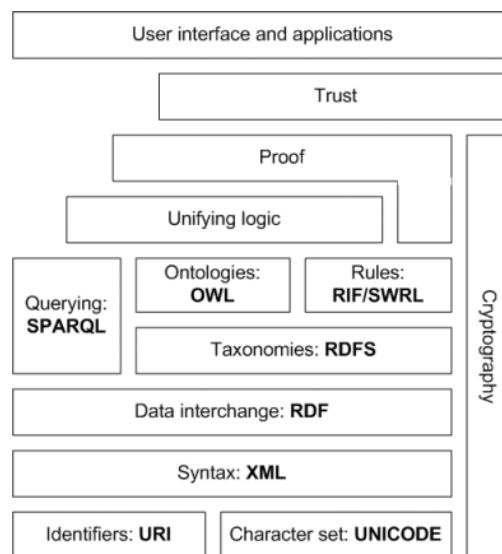 User interface and applications
Trust
Proof
Unifying logic
Querying:
SPARQL
Ontologies:
OWL
Rules:
RIF/SWRL
Taxonomies: RDFS
Cryptography
Data interchange: RDF
Syntax: XML
Identifiers: URI
Character set: UNICODE